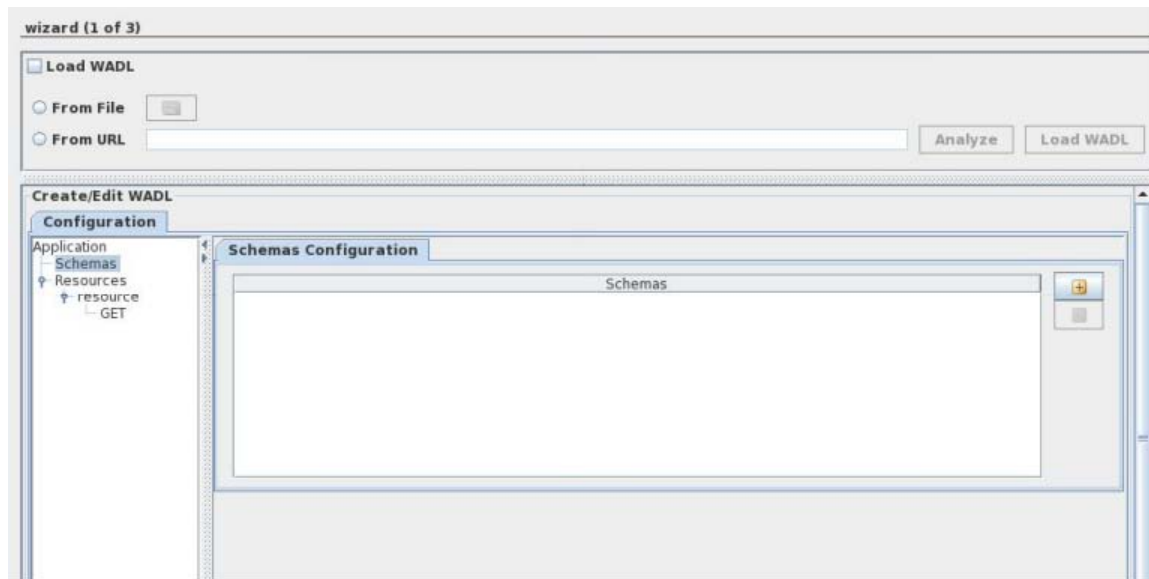 wizard (1 of 3)
Load WADL
From File
From URL Analyze Load WADL
Create/Edit WADL
Configuration
Application
Schemas
Resources
resource
GET
Schemas Configuration
Schemas